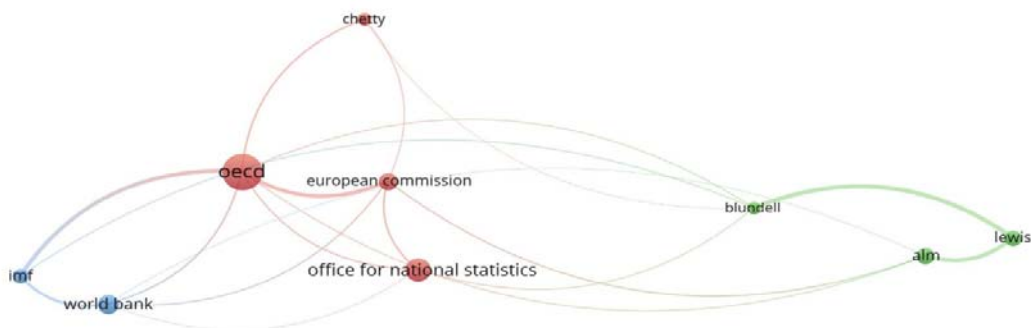 chetty
oecd
european commission
blundell
lewis
alm
office for national statistics
imf
world bank